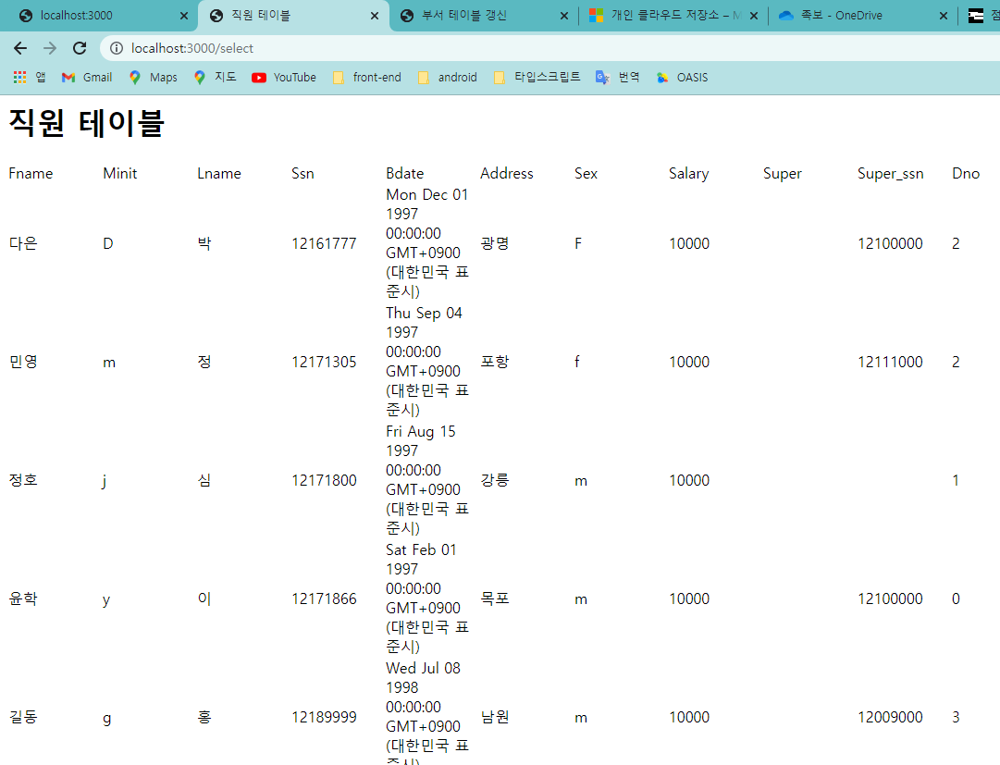 localhost:3000 직원 테이블 부서 테이블 갱신 개인 클라우드 저장소 – M 족보 - OneDrive
localhost:3000/select
앱 Gmail Maps 지도 YouTube front-end android 타입스크립트 번역 OASIS
직원 테이블
Fname Minit Lname Ssn Bdate Address Sex Salary Super Super_ssn Dno
Mon Dec 01
1997
다은 D 박 12161777 00:00:00 광명 F 10000 12100000 2
GMT+0900
(대한민국 표
준시)
Thu Sep 04
1997
민영 m 정 12171305 00:00:00 포항 f 10000 12111000 2
GMT+0900
(대한민국 표
준시)
Fri Aug 15
1997
정호 j 심 12171800 00:00:00 강릉 m 10000 1
GMT+0900
(대한민국 표
준시)
Sat Feb 01
1997
윤학 y 이 12171866 00:00:00 목포 m 10000 12100000 0
GMT+0900
(대한민국 표
준시)
Wed Jul 08
1998
길동 g 홍 12189999 00:00:00 남원 m 10000 12009000 3
GMT+0900
(대한민국 표